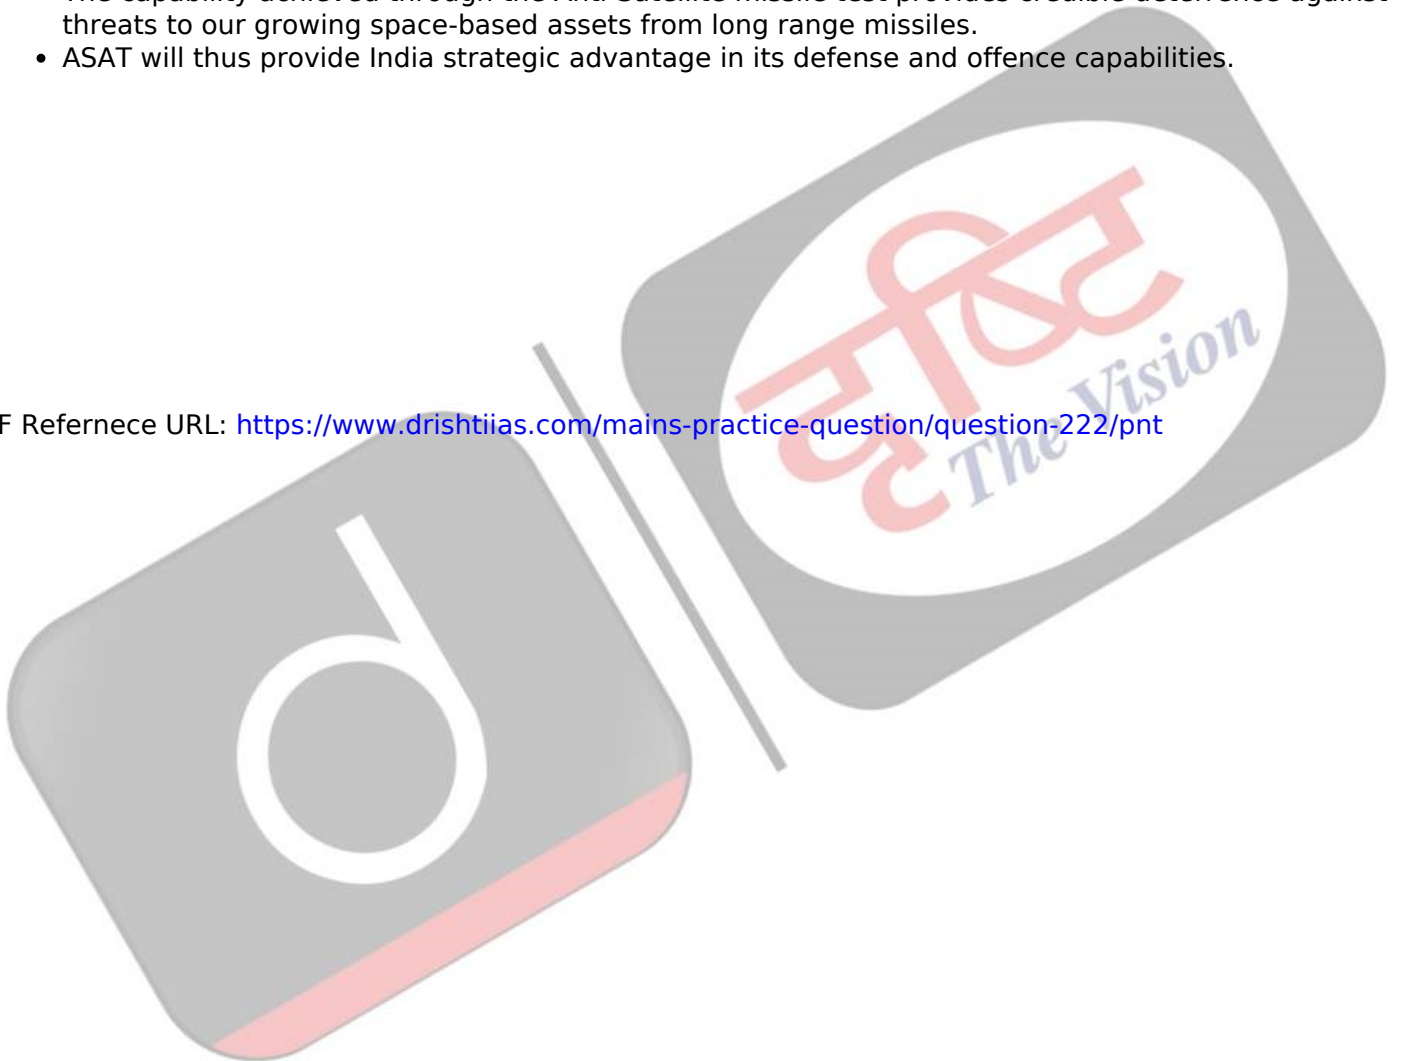 threats to our growing space-based assets from long range missiles.
• ASAT will thus provide India strategic advantage in its defense and offence capabilities.
F Refernece URL: https://www.drishtiias.com/mains-practice-question/question-222/pnt
दृष्टि
The Vision
d